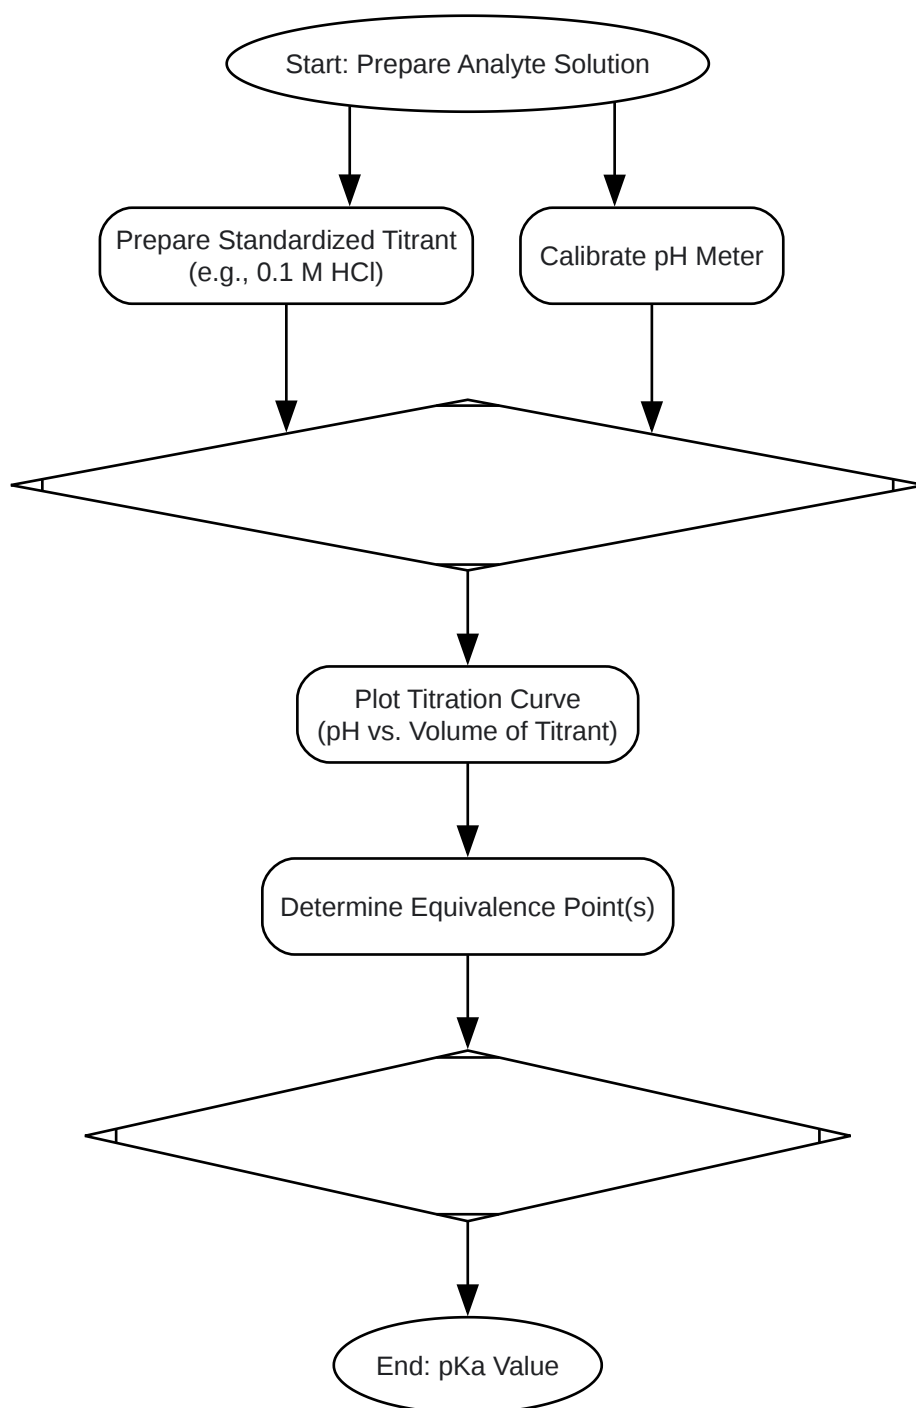 Start: Prepare Analyte Solution
Prepare Standardized Titrant
(e.g., 0.1 M HCl)
Calibrate pH Meter
Plot Titration Curve
(pH vs. Volume of Titrant)
Determine Equivalence Point(s)
End: pKa Value